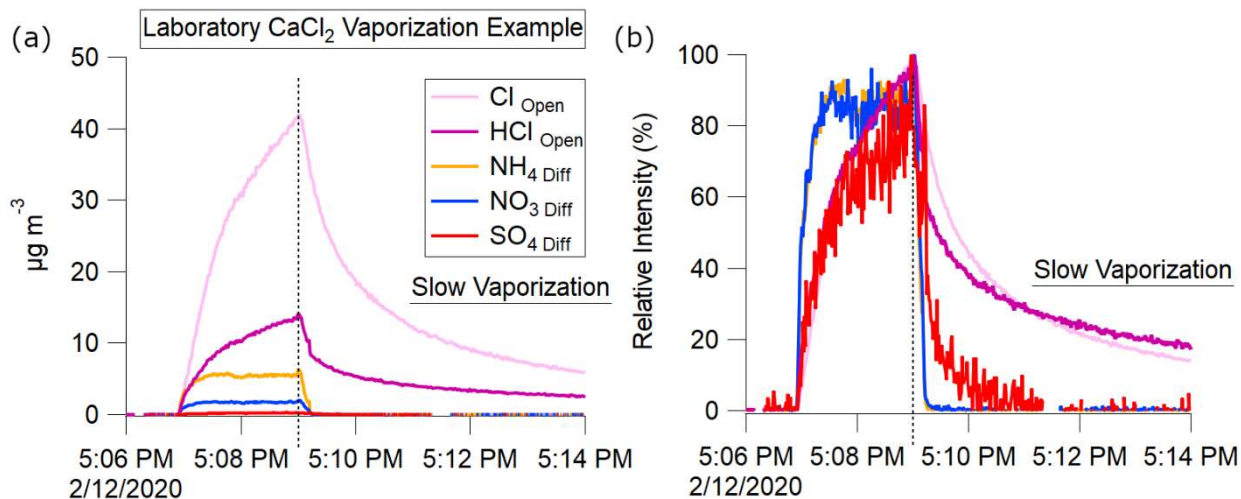 (a)
Laboratory CaCl₂ Vaporization Example
50
40
30
20
10
0
µg m⁻³
Cl Open
HCl Open
NH₄ Diff
NO₃ Diff
SO₄ Diff
Slow Vaporization
5:06 PM 5:08 PM 5:10 PM 5:12 PM 5:14 PM
2/12/2020
(b)
100
80
60
40
20
0
Relative Intensity (%)
Slow Vaporization
5:06 PM 5:08 PM 5:10 PM 5:12 PM 5:14 PM
2/12/2020